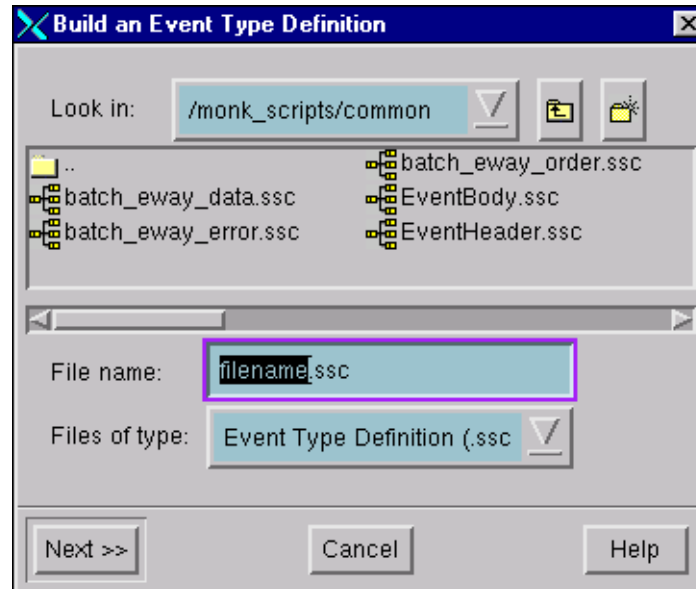 Build an Event Type Definition
Look in: /monk_scripts/common
.. batch_eway_order.ssc
batch_eway_data.ssc EventBody.ssc
batch_eway_error.ssc EventHeader.ssc
File name: filename.ssc
Files of type: Event Type Definition (.ssc
Next >> Cancel Help